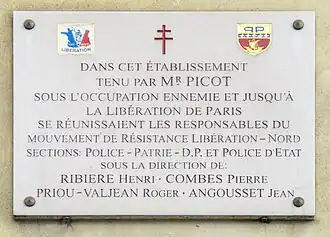 LIBÉRATION
DANS CET ÉTABLISSEMENT
TENU PAR MR PICOT
SOUS L'OCCUPATION ENNEMIE ET JUSQU'À
LA LIBÉRATION DE PARIS
SE RÉUNISSAIENT LES RESPONSABLES DU
MOUVEMENT DE RÉSISTANCE LIBÉRATION-NORD
SECTIONS: POLICE-PATRIE-D.P. ET POLICE D'ETAT
SOUS LA DIRECTION DE:
RIBIERE HENRI · COMBES PIERRE
PRIOU-VALJEAN ROGER · ANGOUSSET JEAN